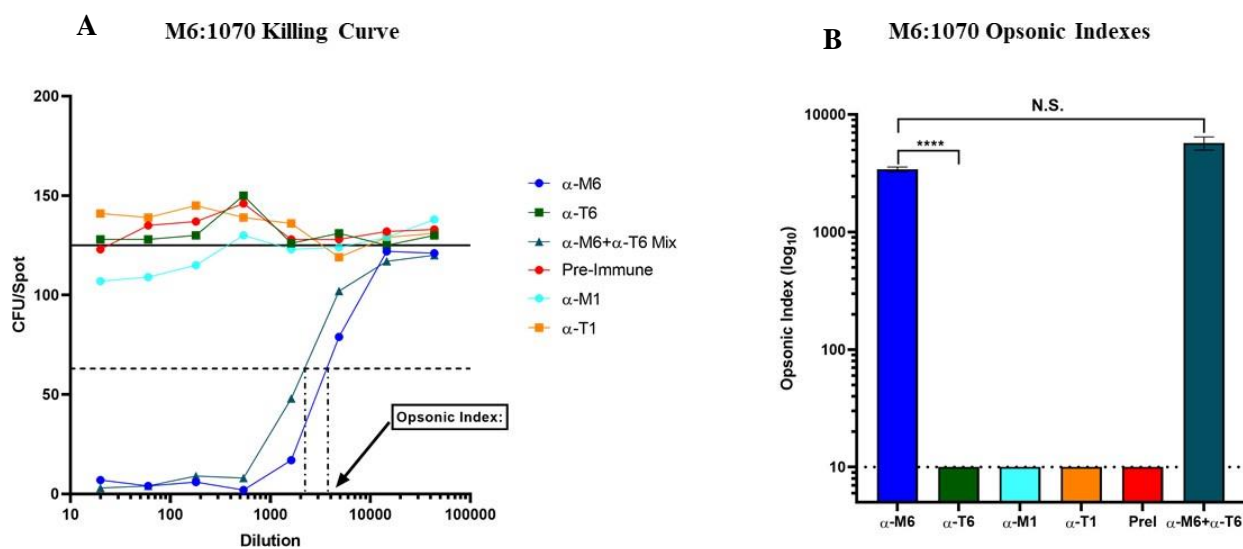 A
M6:1070 Killing Curve
200
150
100
50
0
CFU/Spot
10
100
1000
10000
100000
Dilution
Opsonic Index:
α-M6
α-T6
α-M6+α-T6 Mix
Pre-Immune
α-M1
α-T1
B
M6:1070 Opsonic Indexes
N.S.
****
10000
1000
100
10
Opsonic Index (log10)
α-M6
α-T6
α-M1
α-T1
PreI
α-M6+α-T6